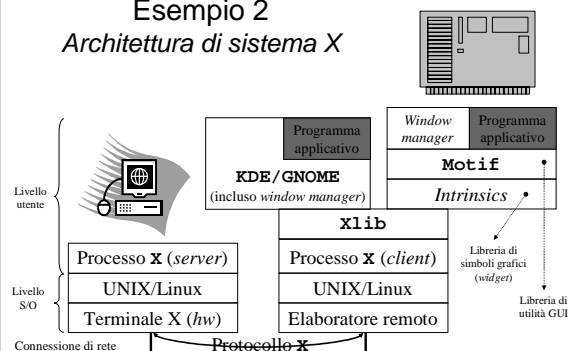 Esempio 2
Architettura di sistema X
Window
manager
Programma
applicativo
Programma
applicativo
Motif
KDE/GNOME
(incluso window manager)
Intrinsics
Livello
utente
Xlib
Libreria di
simboli grafici
(widget)
Processo X (server)
Processo X (client)
Livello
S/O
UNIX/Linux
UNIX/Linux
Libreria di
utilità GUI
Terminale X (hw)
Elaboratore remoto
Connessione di rete
Protocollo X